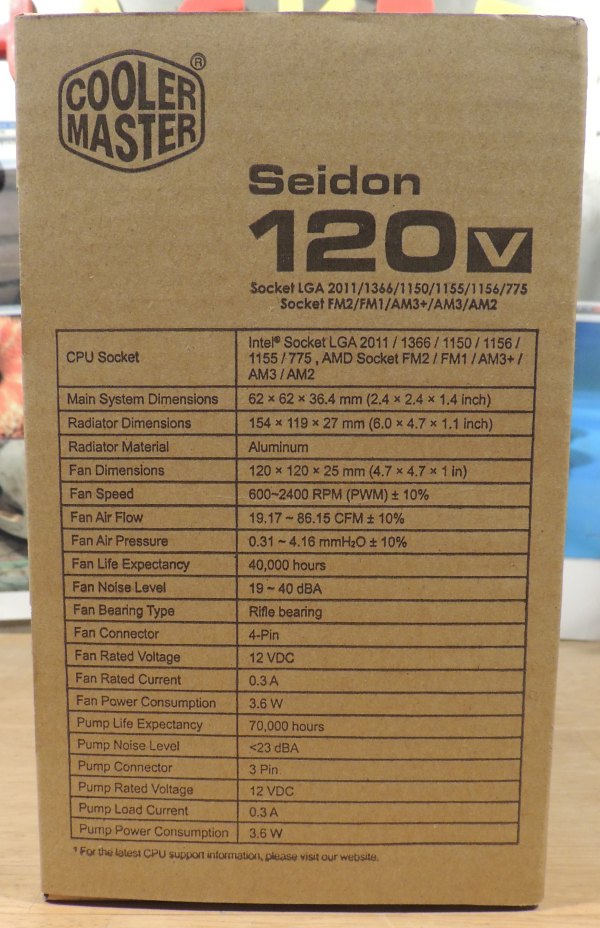 COOLER
MASTER
®
Seidon
120 V
Socket LGA 2011/1366/1150/1155/1156/775
Socket FM2/FM1/AM3+/AM3/AM2
CPU Socket
Intel® Socket LGA 2011 / 1366 / 1150 / 1156 /
1155 / 775 , AMD Socket FM2 / FM1 / AM3+ /
AM3 / AM2
Main System Dimensions 62 × 62 × 36.4 mm (2.4 × 2.4 × 1.4 inch)
Radiator Dimensions 154 × 119 × 27 mm (6.0 × 4.7 × 1.1 inch)
Radiator Material Aluminum
Fan Dimensions 120 × 120 × 25 mm (4.7 × 4.7 × 1 in)
Fan Speed 600~2400 RPM (PWM) ± 10%
Fan Air Flow 19.17 ~ 86.15 CFM ± 10%
Fan Air Pressure 0.31 ~ 4.16 mmH₂O ± 10%
Fan Life Expectancy 40,000 hours
Fan Noise Level 19 ~ 40 dBA
Fan Bearing Type Rifle bearing
Fan Connector 4-Pin
Fan Rated Voltage 12 VDC
Fan Rated Current 0.3 A
Fan Power Consumption 3.6 W
Pump Life Expectancy 70,000 hours
Pump Noise Level <23 dBA
Pump Connector 3 Pin
Pump Rated Voltage 12 VDC
Pump Load Current 0.3 A
Pump Power Consumption 3.6 W
¹ For the latest CPU support information, please visit our website.